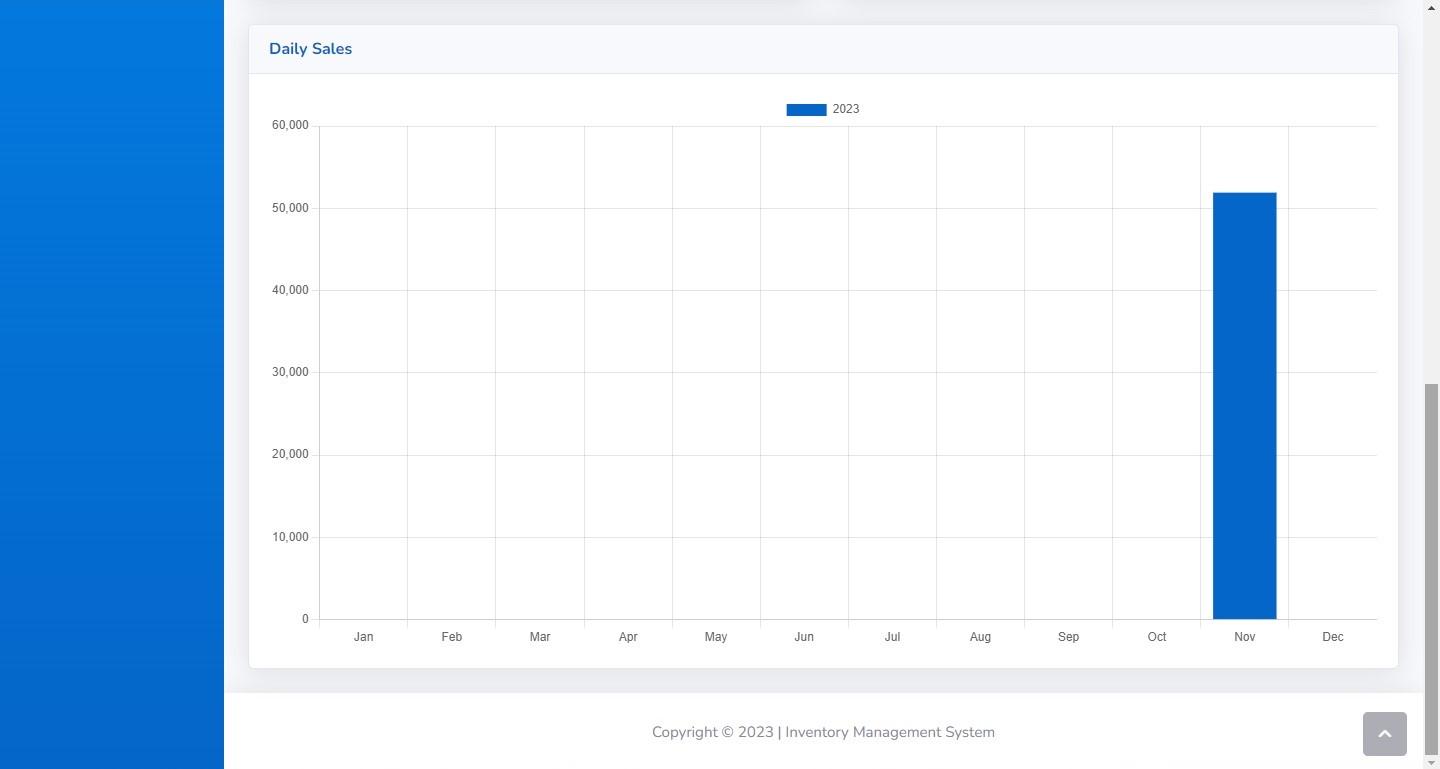 Daily Sales
2023
60,000
50,000
40,000
30,000
20,000
10,000
0
Jan Feb Mar Apr May Jun Jul Aug Sep Oct Nov Dec
Copyright © 2023 | Inventory Management System